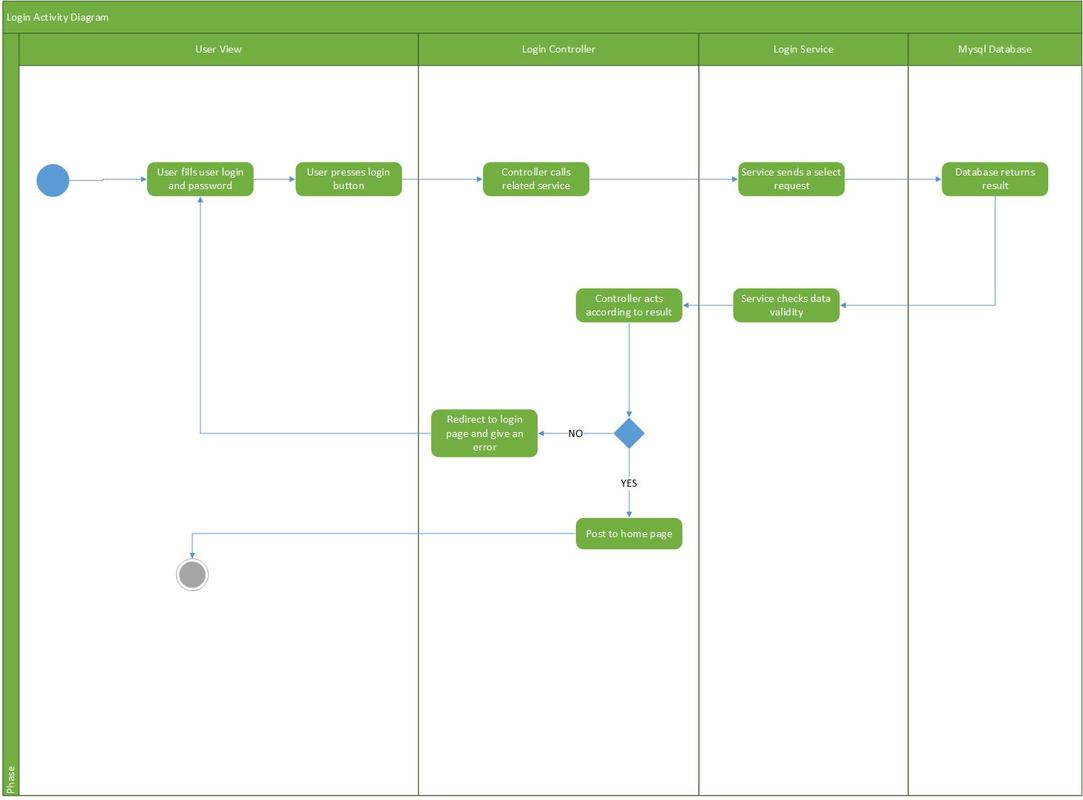 Login Activity Diagram
User View
Login Controller
Login Service
Mysql Database
User fills user login
and password
User presses login
button
Controller calls
related service
Service sends a select
request
Database returns
result
Controller acts
according to result
Service checks data
validity
Redirect to login
page and give an
error
NO
YES
Post to home page
Phase